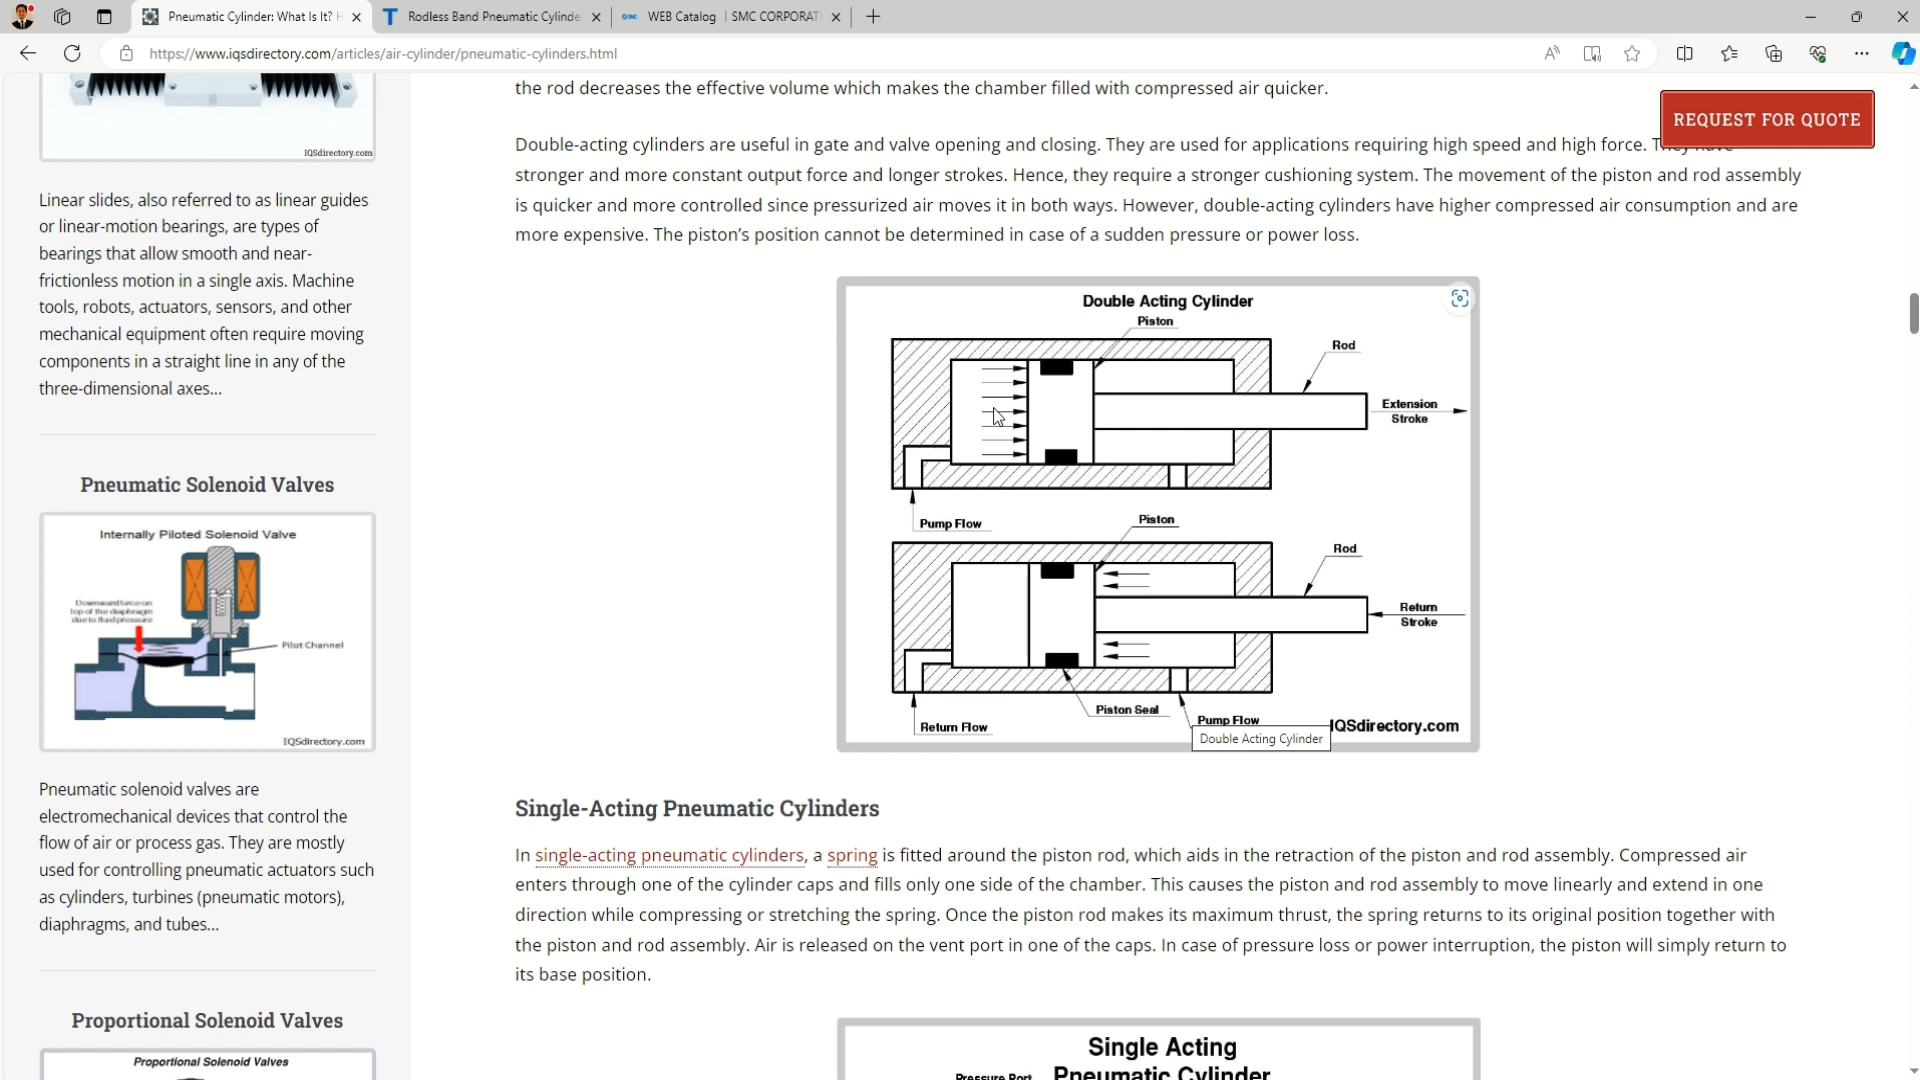 Pneumatic Cylinder: What Is It? H
Rodless Band Pneumatic Cylinde
WEB Catalog | SMC CORPORAT
https://www.iqsdirectory.com/articles/air-cylinder/pneumatic-cylinders.html
IQSdirectory.com
Linear slides, also referred to as linear guides
or linear-motion bearings, are types of
bearings that allow smooth and near-
frictionless motion in a single axis. Machine
tools, robots, actuators, sensors, and other
mechanical equipment often require moving
components in a straight line in any of the
three-dimensional axes...
Pneumatic Solenoid Valves
Internally Piloted Solenoid Valve
Downward force on
top of the diaphragm
due to fluid pressure
Pilot Channel
IQSdirectory.com
Pneumatic solenoid valves are
electromechanical devices that control the
flow of air or process gas. They are mostly
used for controlling pneumatic actuators such
as cylinders, turbines (pneumatic motors),
diaphragms, and tubes...
Proportional Solenoid Valves
Proportional Solenoid Valves
the rod decreases the effective volume which makes the chamber filled with compressed air quicker.
REQUEST FOR QUOTE
Double-acting cylinders are useful in gate and valve opening and closing. They are used for applications requiring high speed and high force. They have
stronger and more constant output force and longer strokes. Hence, they require a stronger cushioning system. The movement of the piston and rod assembly
is quicker and more controlled since pressurized air moves it in both ways. However, double-acting cylinders have higher compressed air consumption and are
more expensive. The piston's position cannot be determined in case of a sudden pressure or power loss.
Double Acting Cylinder
Piston
Rod
Extension
Stroke
Pump Flow
Piston
Rod
Return
Stroke
Piston Seal
Return Flow
Pump Flow
IQSdirectory.com
Double Acting Cylinder
Single-Acting Pneumatic Cylinders
In single-acting pneumatic cylinders, a spring is fitted around the piston rod, which aids in the retraction of the piston and rod assembly. Compressed air
enters through one of the cylinder caps and fills only one side of the chamber. This causes the piston and rod assembly to move linearly and extend in one
direction while compressing or stretching the spring. Once the piston rod makes its maximum thrust, the spring returns to its original position together with
the piston and rod assembly. Air is released on the vent port in one of the caps. In case of pressure loss or power interruption, the piston will simply return to
its base position.
Single Acting
Pneumatic Cylinder
Pressure Port